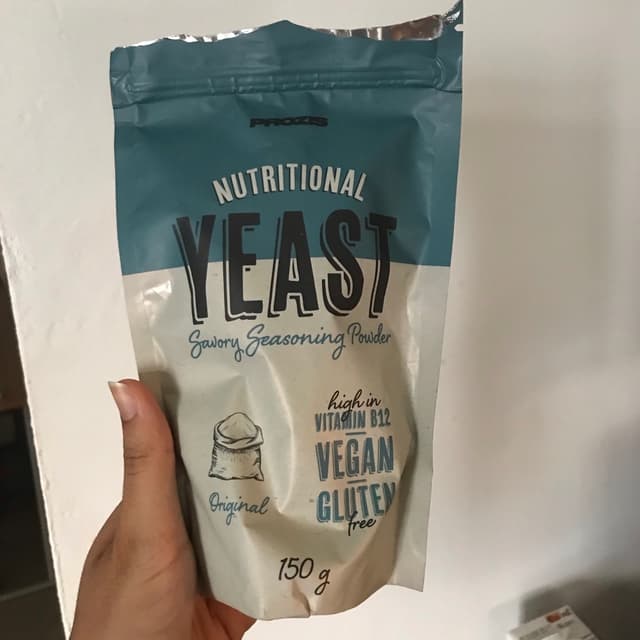 PROZIS
NUTRITIONAL
YEAST
Savory Seasoning Powder
high in
VITAMIN B12
VEGAN
GLUTEN
free
Original
150 g